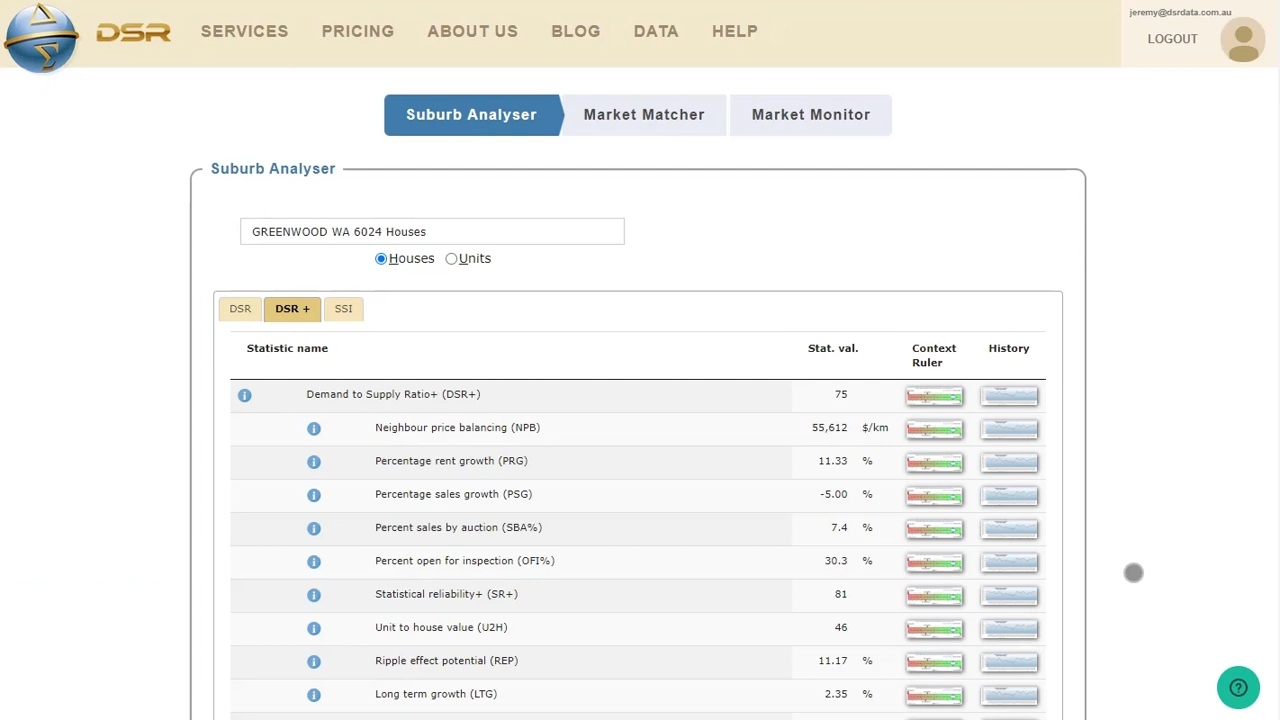 jeremy@dsrdata.com.au
DSR SERVICES PRICING ABOUT US BLOG DATA HELP LOGOUT
Suburb Analyser Market Matcher Market Monitor
Suburb Analyser
GREENWOOD WA 6024 Houses
Houses Units
DSR DSR + SSI
Statistic name Stat. val. Context Ruler History
Demand to Supply Ratio+ (DSR+) 75
Neighbour price balancing (NPB) 55,612 $/km
Percentage rent growth (PRG) 11.33 %
Percentage sales growth (PSG) -5.00 %
Percent sales by auction (SBA%) 7.4 %
Percent open for inspection (OFI%) 30.3 %
Statistical reliability+ (SR+) 81
Unit to house value (U2H) 46
Ripple effect potential (REP) 11.17 %
Long term growth (LTG) 2.35 %